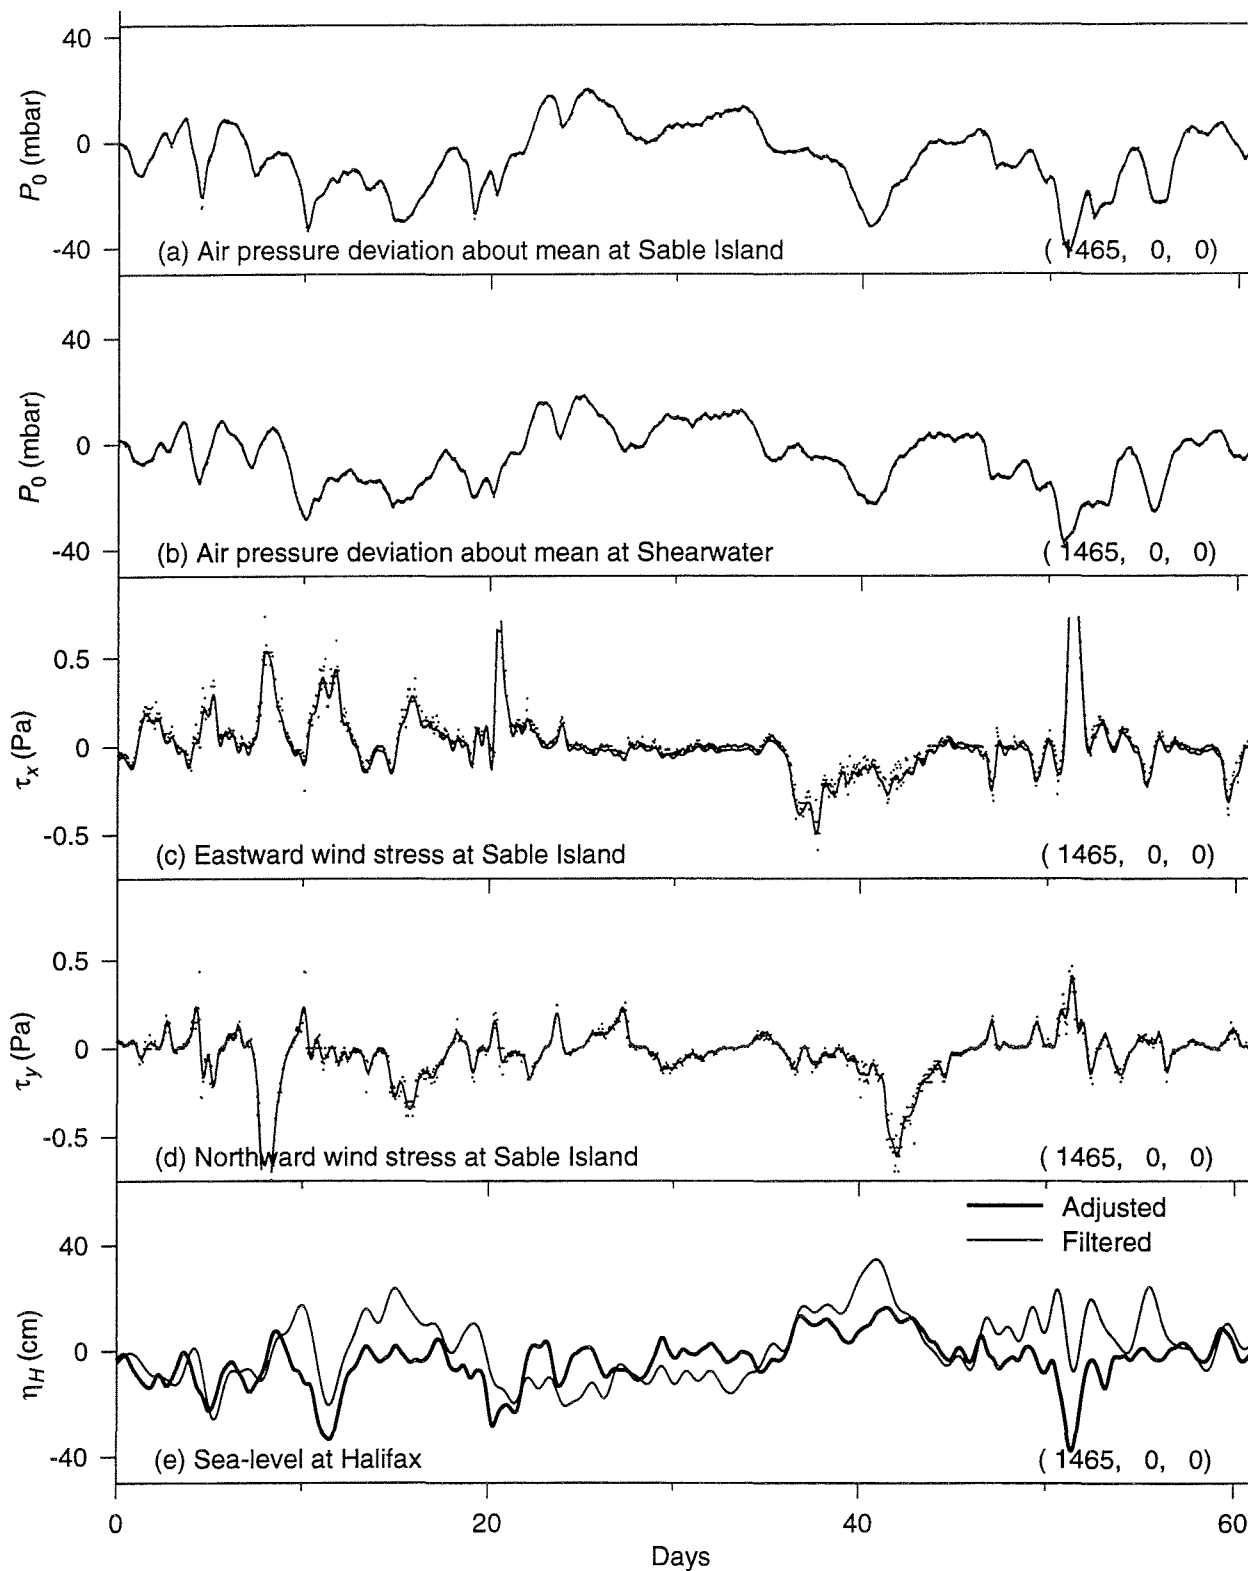 40
0
-40
P₀ (mbar)
(a) Air pressure deviation about mean at Sable Island
( 1465, 0, 0)
40
0
-40
P₀ (mbar)
(b) Air pressure deviation about mean at Shearwater
( 1465, 0, 0)
0.5
0
-0.5
τₓ (Pa)
(c) Eastward wind stress at Sable Island
( 1465, 0, 0)
0.5
0
-0.5
τᵧ (Pa)
(d) Northward wind stress at Sable Island
( 1465, 0, 0)
Adjusted
Filtered
40
0
-40
η_H (cm)
(e) Sea-level at Halifax
( 1465, 0, 0)
0 20 40 60
Days